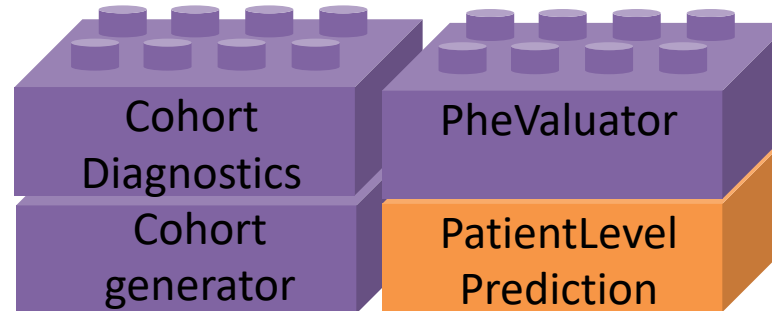 Cohort
Diagnostics
PheValuator
Cohort
generator
PatientLevel
Prediction